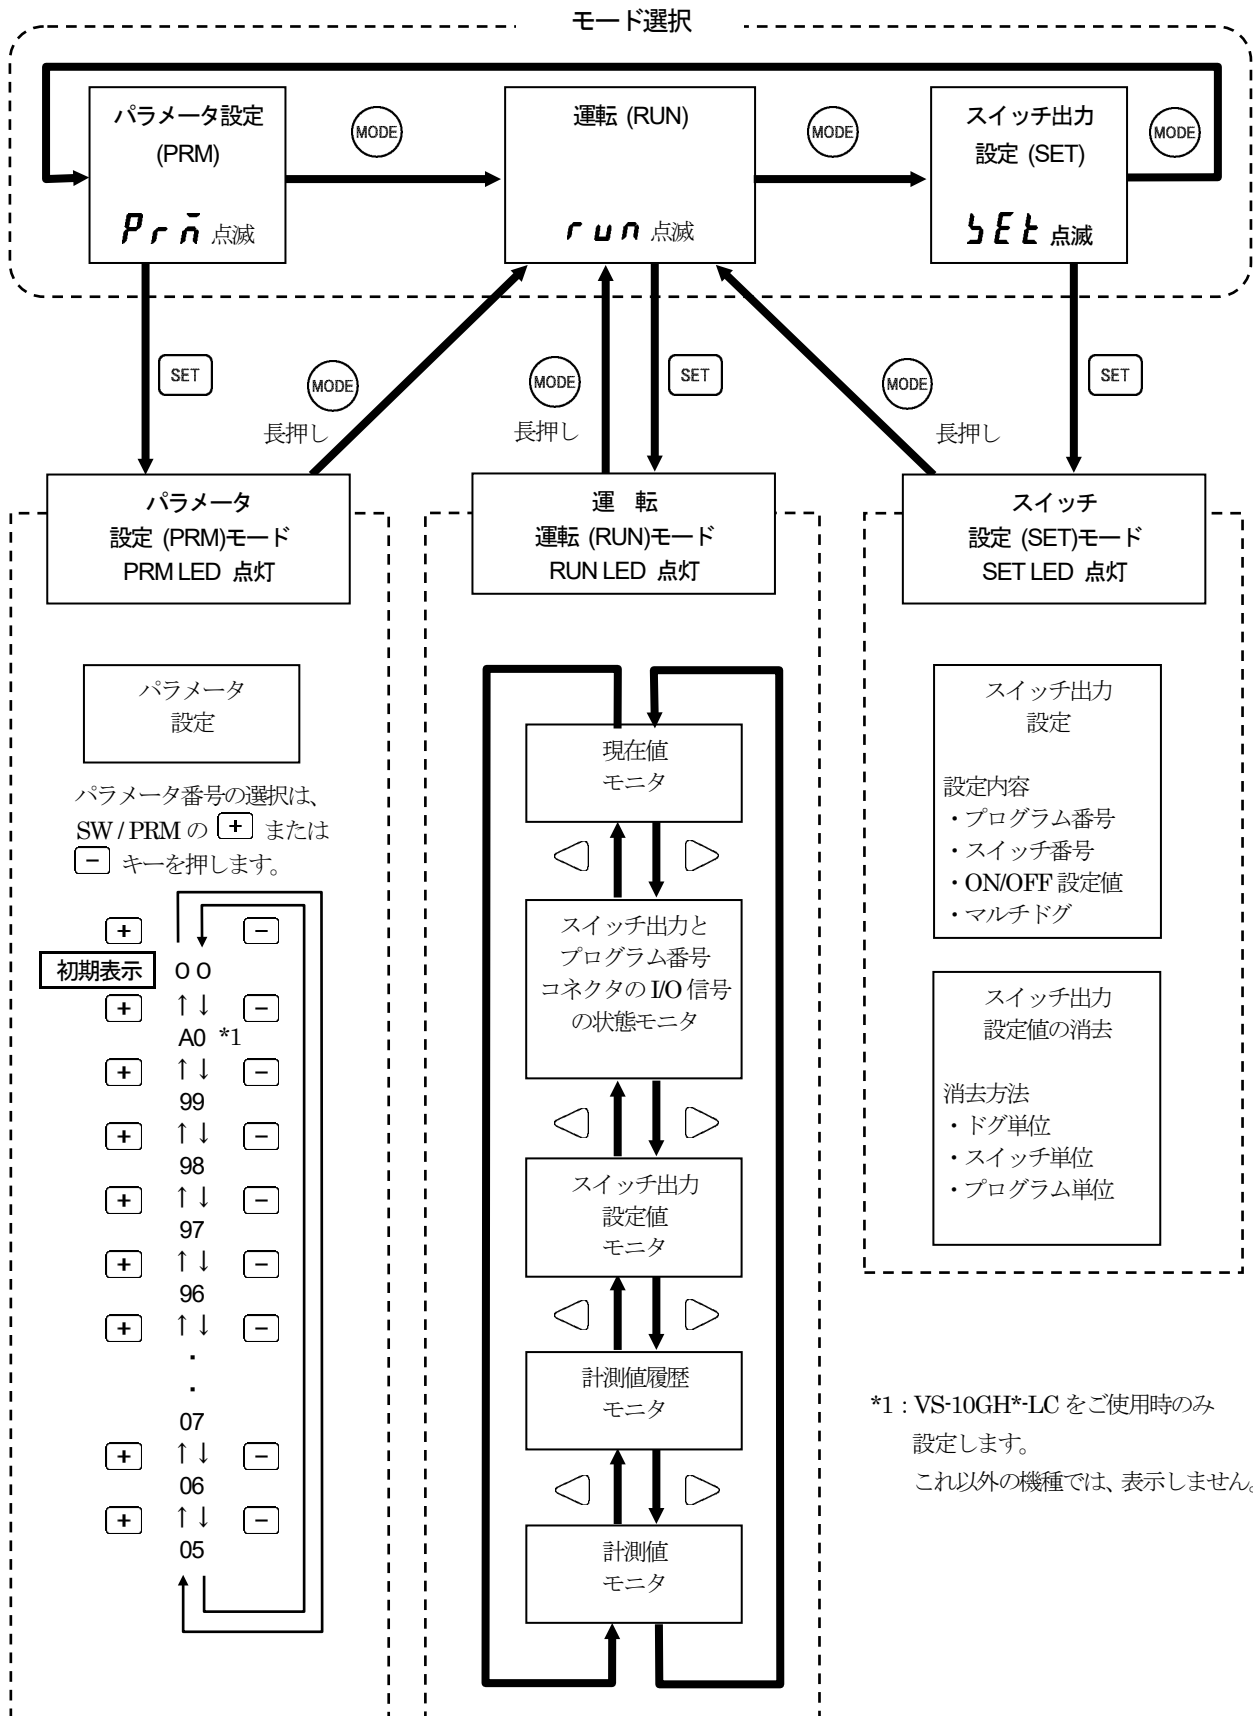 モード選択
パラメータ設定
(PRM)
Prm 点滅
MODE
運転 (RUN)
run 点滅
MODE
スイッチ出力
設定 (SET)
SEt 点滅
MODE
SET
MODE
長押し
MODE
長押し
SET
MODE
長押し
SET
パラメータ
設定 (PRM)モード
PRM LED 点灯
運 転
運転 (RUN)モード
RUN LED 点灯
スイッチ
設定 (SET)モード
SET LED 点灯
パラメータ
設定
パラメータ番号の選択は、
SW / PRM の + または
- キーを押します。
+ -
初期表示 00
+ ↑↓ -
A0 *1
+ ↑↓ -
99
+ ↑↓ -
98
+ ↑↓ -
97
+ ↑↓ -
96
+ ↑↓ -
・
・
07
+ ↑↓ -
06
+ ↑↓ -
05
現在値
モニタ
スイッチ出力と
プログラム番号
コネクタの I/O 信号
の状態モニタ
スイッチ出力
設定値
モニタ
計測値履歴
モニタ
計測値
モニタ
スイッチ出力
設定
設定内容
・プログラム番号
・スイッチ番号
・ON/OFF 設定値
・マルチドグ
スイッチ出力
設定値の消去
消去方法
・ドグ単位
・スイッチ単位
・プログラム単位
*1 : VS-10GH*-LC をご使用時のみ
設定します。
これ以外の機種では、表示しません。